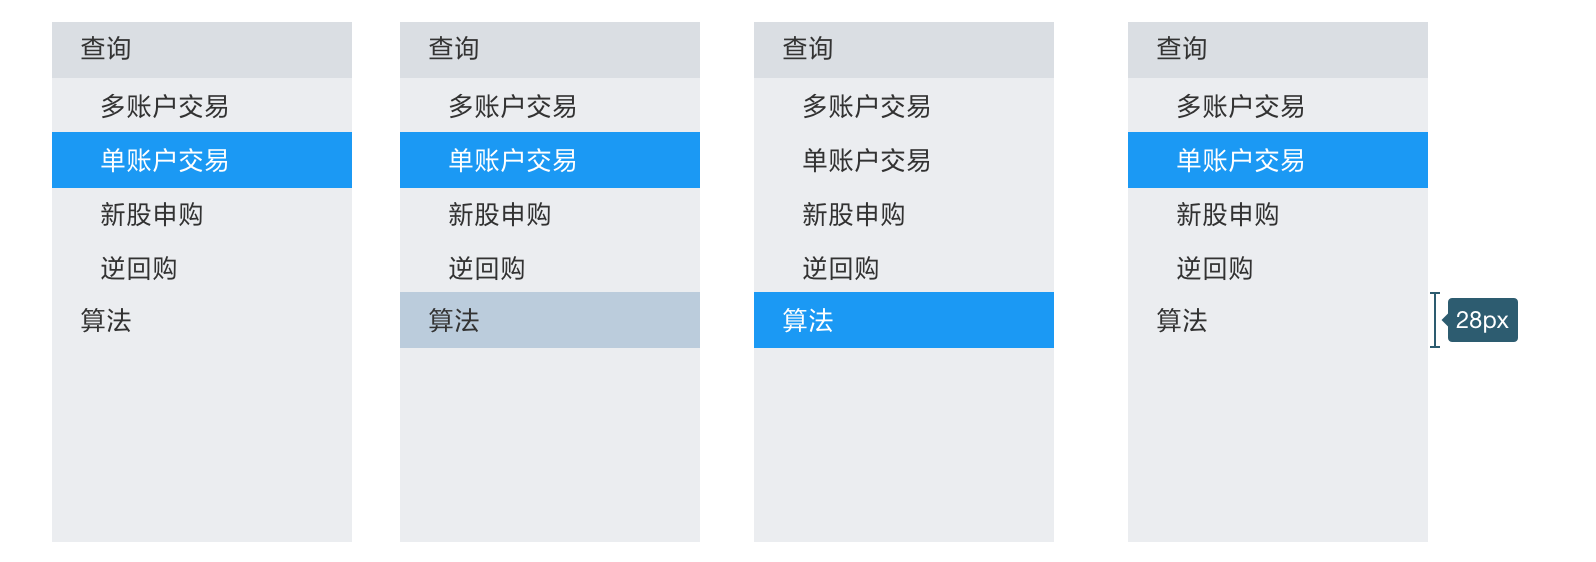 查询
多账户交易
单账户交易
新股申购
逆回购
算法
查询
多账户交易
单账户交易
新股申购
逆回购
算法
查询
多账户交易
单账户交易
新股申购
逆回购
算法
查询
多账户交易
单账户交易
新股申购
逆回购
算法
28px